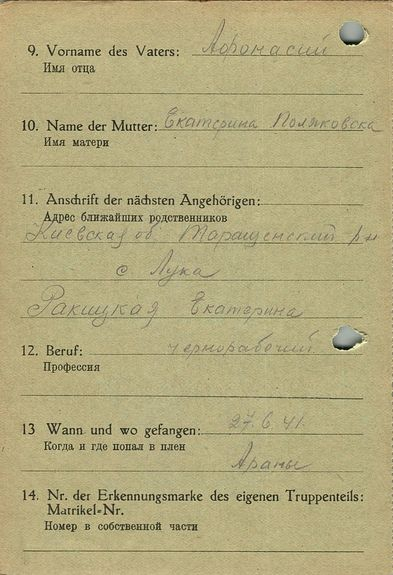 9. Vorname des Vaters: Афонасий
Имя отца
10. Name der Mutter: Екатерина Поляковска
Имя матери
11. Anschrift der nächsten Angehörigen:
Адрес ближайших родственников
Киевская об. Таращенский рн
с Лука
Ракицкая Екатерина
12. Beruf: чернорабочий
Профессия
13 Wann und wo gefangen: 27.6.41.
Когда и где попал в плен
Араны
14. Nr. der Erkennungsmarke des eigenen Truppenteils:
Matrikel-Nr.
Номер в собственной части